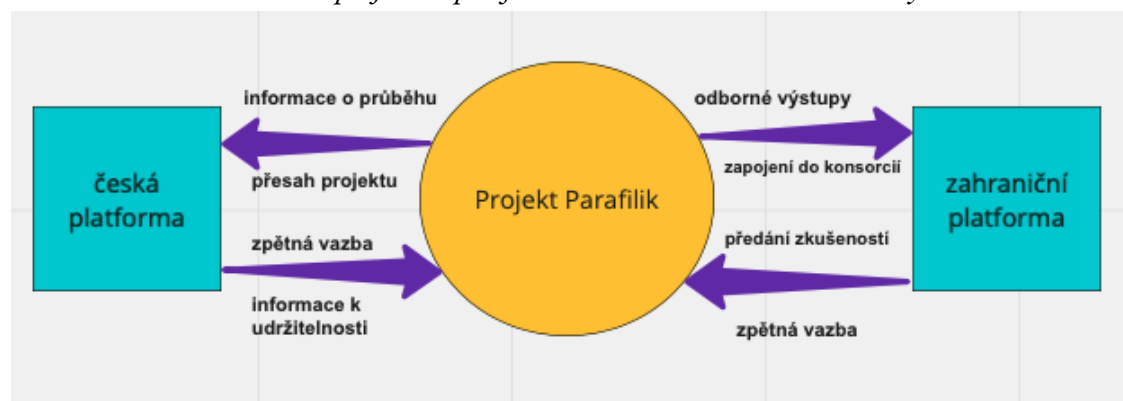 informace o průběhu
přesah projektu
česká
platforma
zpětná vazba
informace k
udržitelnosti
Projekt Parafilik
odborné výstupy
zapojení do konsorcií
předání zkušeností
zpětná vazba
zahraniční
platforma